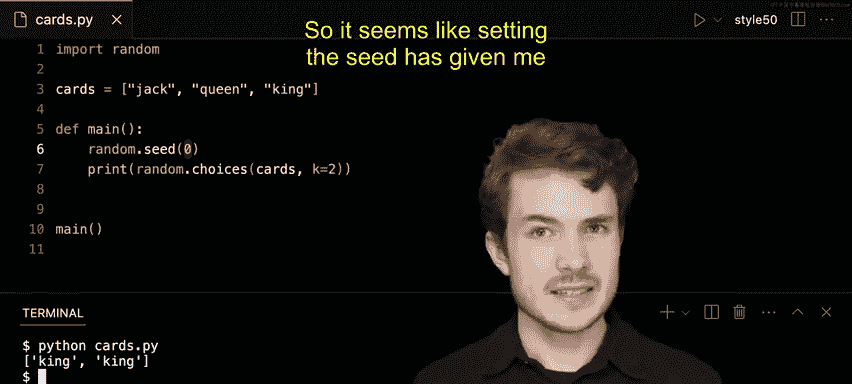 cards.py
style50
So it seems like setting
the seed has given me
1 import random
2
3 cards = ["jack", "queen", "king"]
4
5 def main():
6     random.seed(0)
7     print(random.choices(cards, k=2))
8
9
10 main()
11
TERMINAL
$ python cards.py
['king', 'king']
$